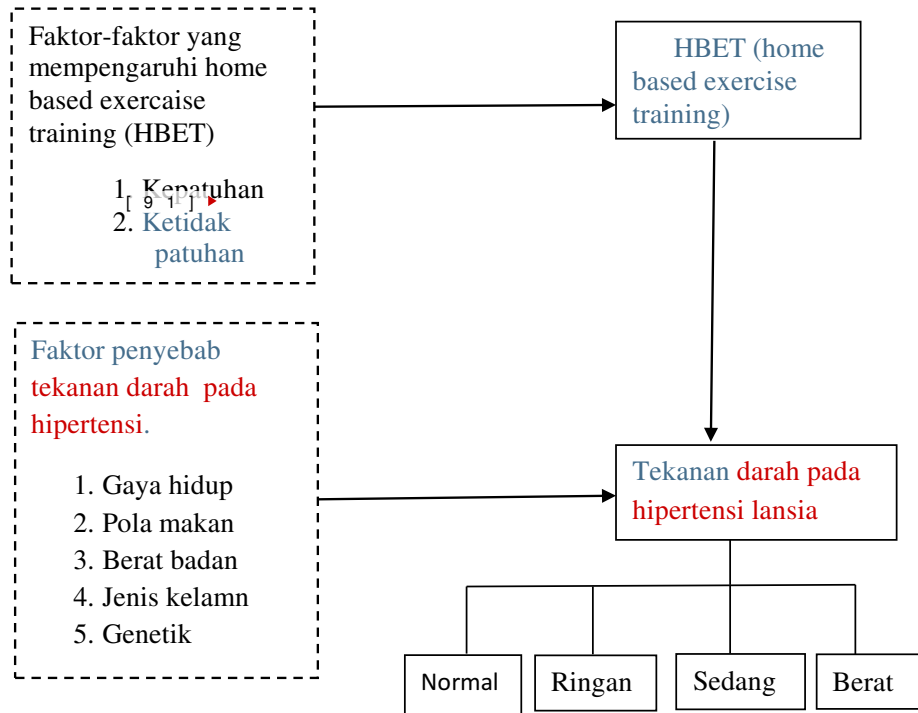 Faktor-faktor yang
mempengaruhi home
based exercaise
training (HBET)
1. Kepatuhan
[ 9 1 ]
2. Ketidak
patuhan
HBET (home
based exercise
training)
Faktor penyebab
tekanan darah pada
hipertensi.
1. Gaya hidup
2. Pola makan
3. Berat badan
4. Jenis kelamn
5. Genetik
Tekanan darah pada
hipertensi lansia
Normal
Ringan
Sedang
Berat